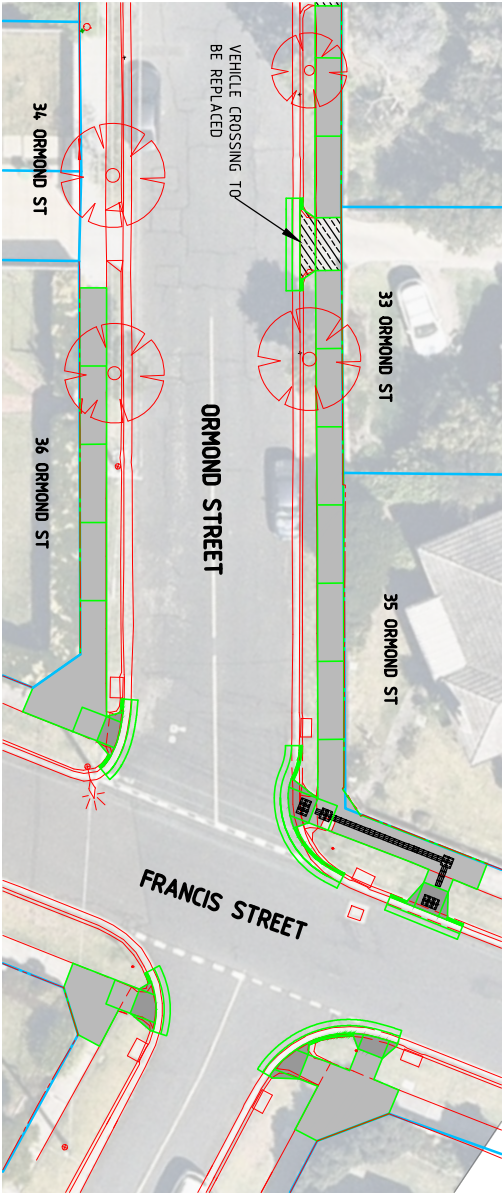 VEHICLE CROSSING TO
BE REPLACED
34 ORMOND ST
33 ORMOND ST
ORMOND STREET
36 ORMOND ST
35 ORMOND ST
FRANCIS STREET